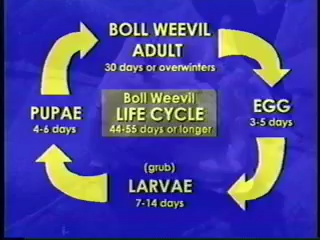 BOLL WEEVIL
ADULT
30 days or overwinters
Boll Weevil
LIFE CYCLE
44-55 days or longer
EGG
3-5 days
(grub)
LARVAE
7-14 days
PUPAE
4-6 days